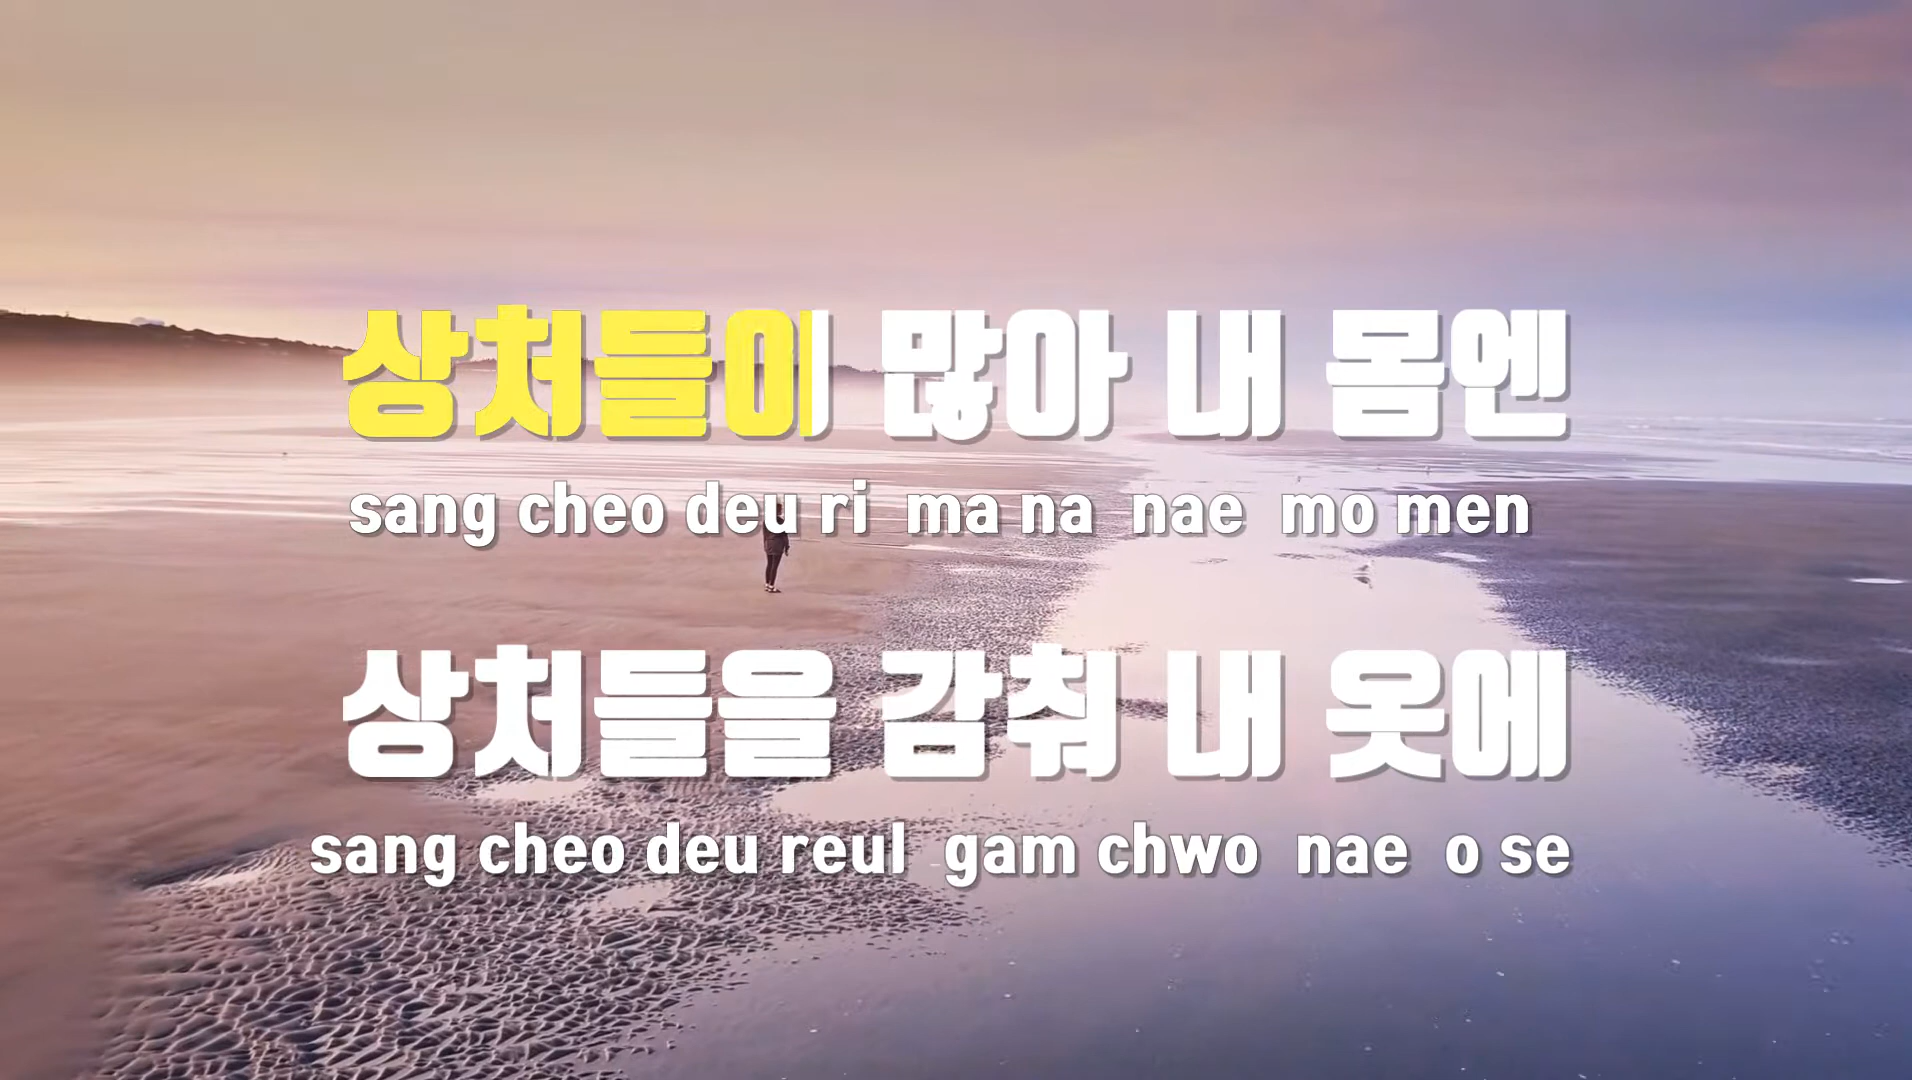 상처들이 많아 내 몸엔
sang cheo deu ri ma na nae mo men
상처들을 감춰 내 옷에
sang cheo deu reul gam chwo nae o se